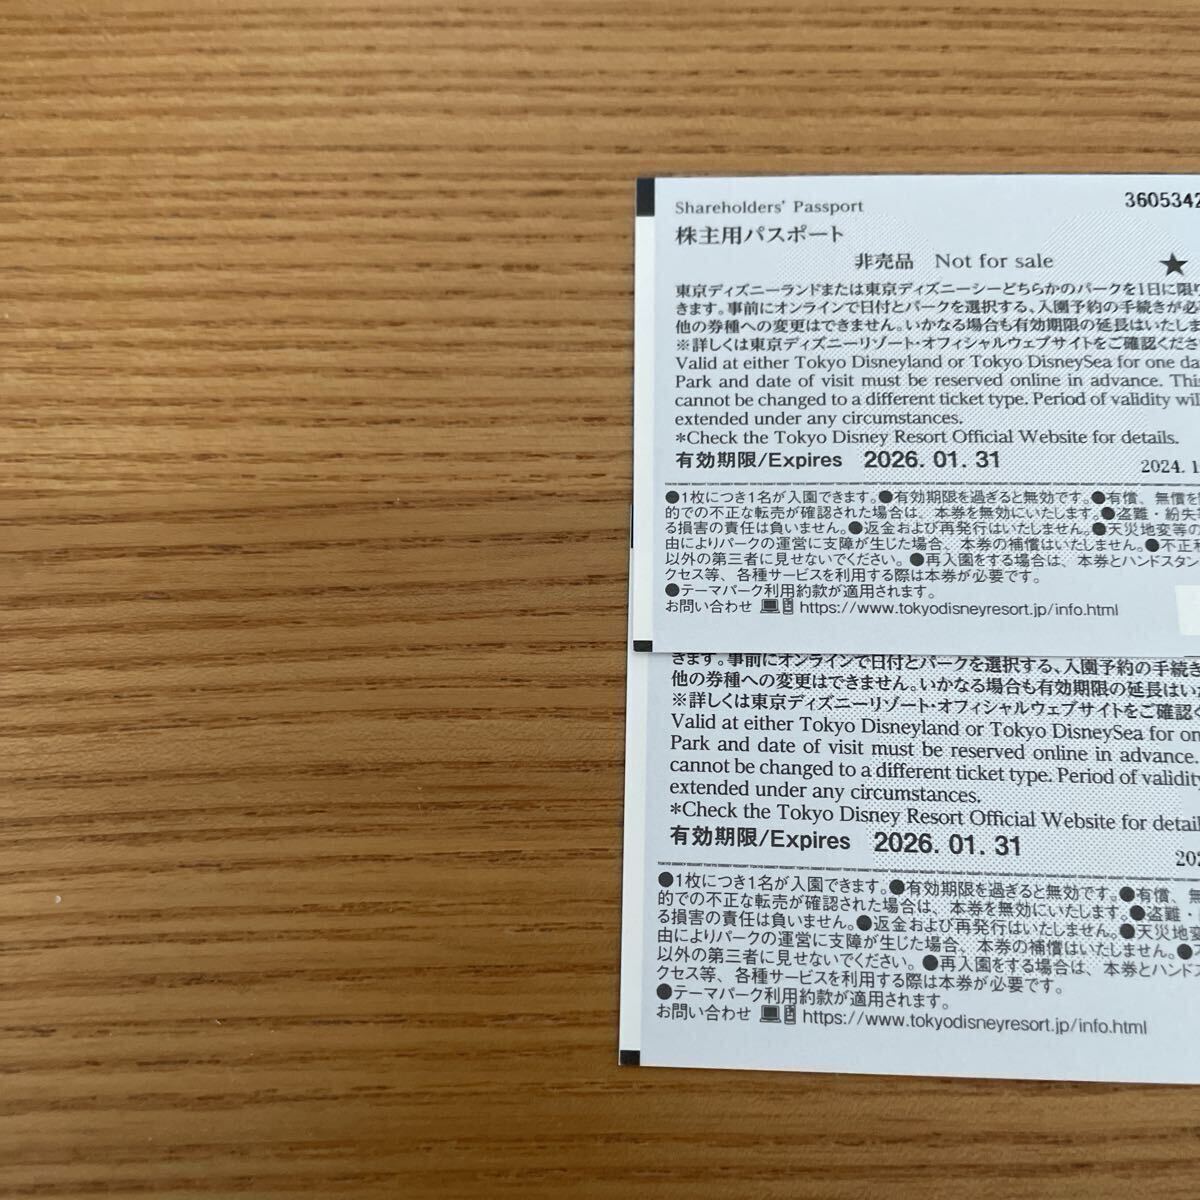 Shareholders' Passport
3605342
株主用パスポート
非売品 Not for sale ★
東京ディズニーランドまたは東京ディズニーシーどちらかのパークを1日に限り
きます。事前にオンラインで日付とパークを選択する、入園予約の手続きが必
他の券種への変更はできません。いかなる場合も有効期限の延長はいたしま
※詳しくは東京ディズニーリゾート・オフィシャルウェブサイトをご確認くださ
Valid at either Tokyo Disneyland or Tokyo DisneySea for one da
Park and date of visit must be reserved online in advance. This
cannot be changed to a different ticket type. Period of validity will
extended under any circumstances.
*Check the Tokyo Disney Resort Official Website for details.
有効期限/Expires 2026. 01. 31
2024. 1
●1枚につき1名が入園できます。●有効期限を過ぎると無効です。●有償、無償を
的での不正な転売が確認された場合は、本券を無効にいたします。●盗難・紛失
る損害の責任は負いません。●返金および再発行はいたしません。●天災地変等の
由によりパークの運営に支障が生じた場合、本券の補償はいたしません。●不正
以外の第三者に見せないでください。●再入園をする場合は、本券とハンドスタン
クセス等、各種サービスを利用する際は本券が必要です。
●テーマパーク利用約款が適用されます。
お問い合わせ https://www.tokyodisneyresort.jp/info.html
きます。事前にオンラインで日付とパークを選択する、入園予約の手続き
他の券種への変更はできません。いかなる場合も有効期限の延長はい
※詳しくは東京ディズニーリゾート・オフィシャルウェブサイトをご確認く
Valid at either Tokyo Disneyland or Tokyo DisneySea for on
Park and date of visit must be reserved online in advance.
cannot be changed to a different ticket type. Period of validity
extended under any circumstances.
*Check the Tokyo Disney Resort Official Website for detail
有効期限/Expires 2026. 01. 31
202
●1枚につき1名が入園できます。●有効期限を過ぎると無効です。●有償、無
的での不正な転売が確認された場合は、本券を無効にいたします。●盗難・
る損害の責任は負いません。●返金および再発行はいたしません。●天災地変
由によりパークの運営に支障が生じた場合、本券の補償はいたしません。●
以外の第三者に見せないでください。●再入園をする場合は、本券とハンド
クセス等、各種サービスを利用する際は本券が必要です。
●テーマパーク利用約款が適用されます。
お問い合わせ https://www.tokyodisneyresort.jp/info.html